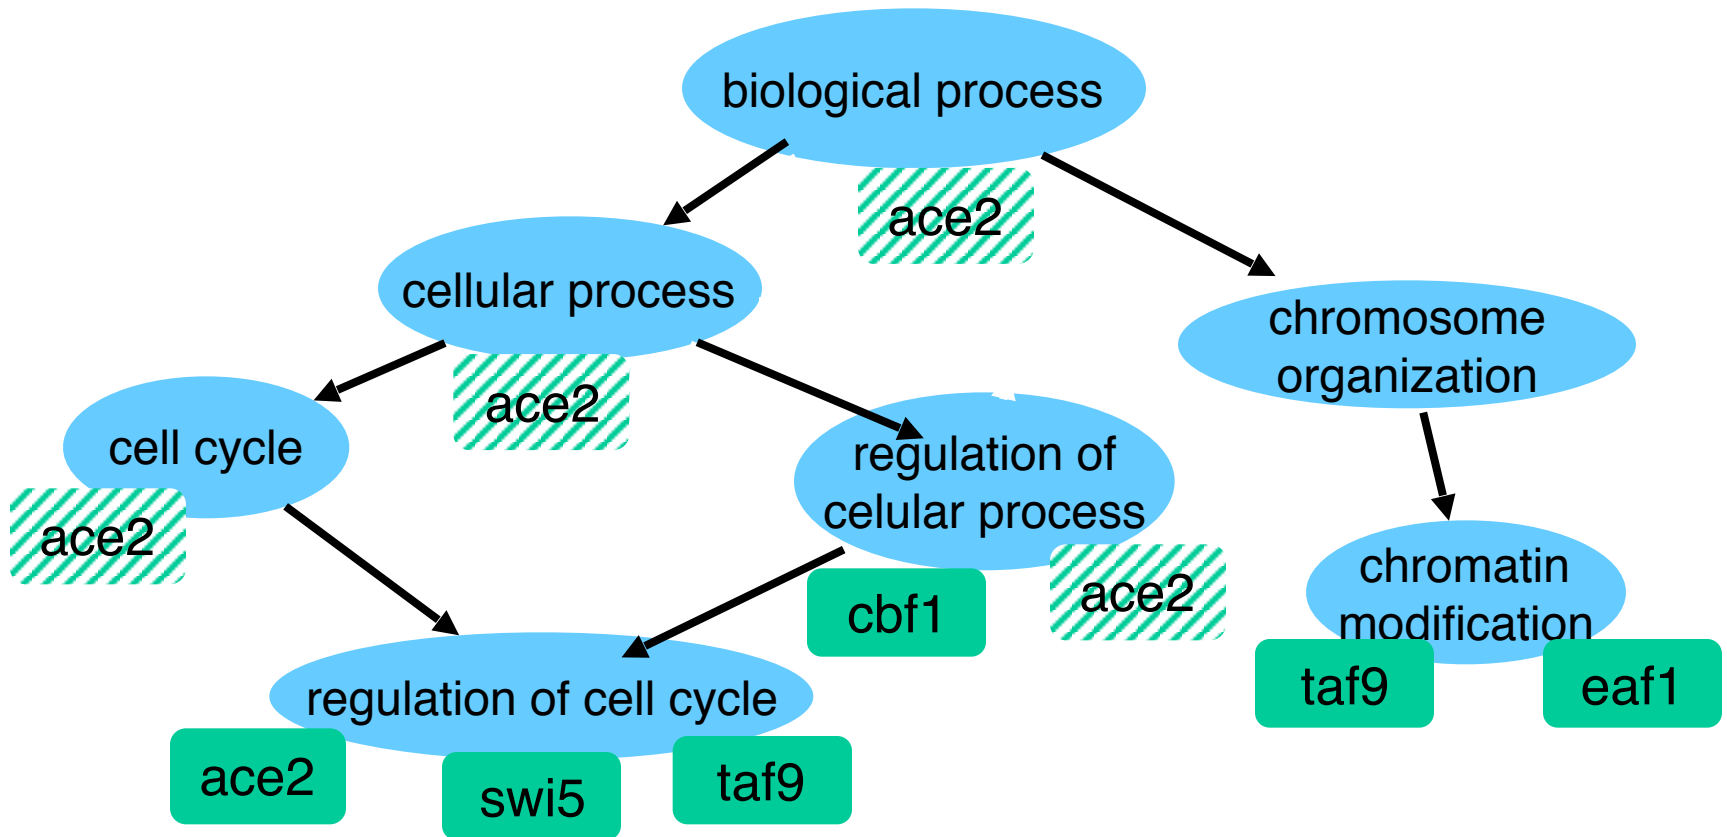 biological process
ace2
cellular process
ace2
chromosome
organization
cell cycle
ace2
regulation of
celular process
cbf1
ace2
chromatin
modification
taf9
eaf1
regulation of cell cycle
ace2
swi5
taf9